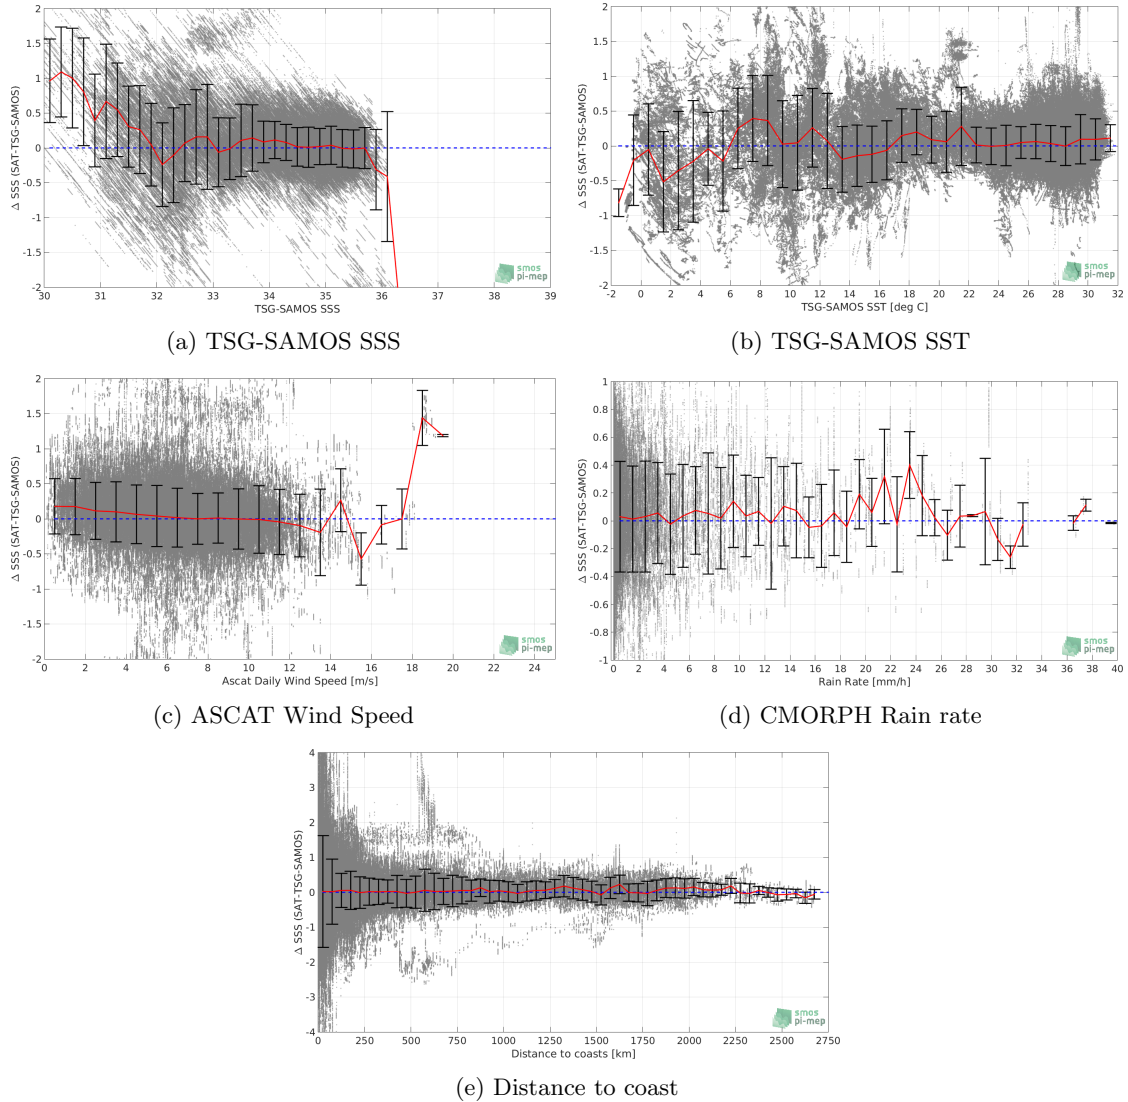 Δ SSS (SAT-TSG-SAMOS)
2
1.5
1
0.5
0
-0.5
-1
-1.5
-2
30 31 32 33 34 35 36 37 38 39
TSG-SAMOS SSS
smos
pi-mep
(a) TSG-SAMOS SSS
Δ SSS (SAT-TSG-SAMOS)
2
1.5
1
0.5
0
-0.5
-1
-1.5
-2
-2 0 2 4 6 8 10 12 14 16 18 20 22 24 26 28 30 32
TSG-SAMOS SST [deg C]
smos
pi-mep
(b) TSG-SAMOS SST
Δ SSS (SAT-TSG-SAMOS)
2
1.5
1
0.5
0
-0.5
-1
-1.5
-2
0 2 4 6 8 10 12 14 16 18 20 22 24
Ascat Daily Wind Speed [m/s]
smos
pi-mep
(c) ASCAT Wind Speed
Δ SSS (SAT-TSG-SAMOS)
1
0.8
0.6
0.4
0.2
0
-0.2
-0.4
-0.6
-0.8
-1
0 2 4 6 8 10 12 14 16 18 20 22 24 26 28 30 32 34 36 38 40
Rain Rate [mm/h]
smos
pi-mep
(d) CMORPH Rain rate
Δ SSS (SAT-TSG-SAMOS)
4
3
2
1
0
-1
-2
-3
-4
0 250 500 750 1000 1250 1500 1750 2000 2250 2500 2750
Distance to coasts [km]
smos
pi-mep
(e) Distance to coast